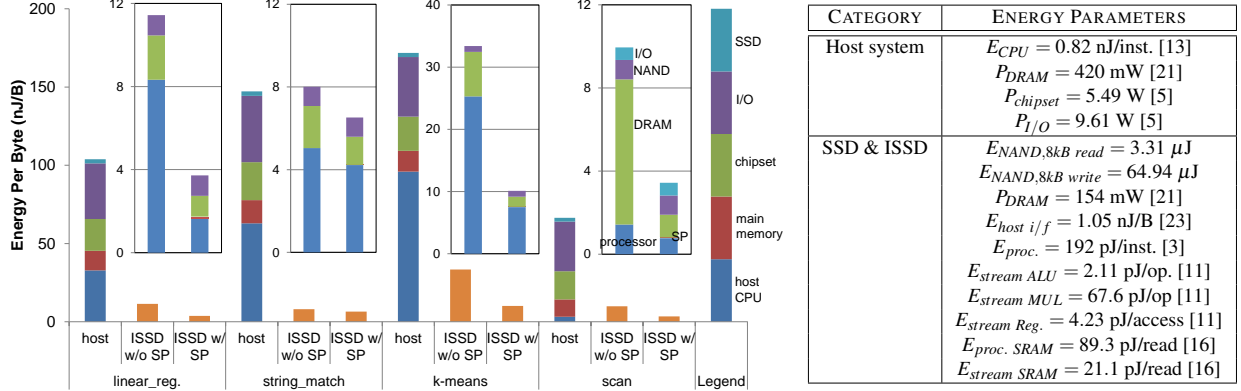 Energy Per Byte (nJ/B)
200
150
100
50
0
12
8
4
0
12
8
4
0
40
30
20
10
0
12
8
4
0
I/O
NAND
DRAM
processor
SP
SSD
I/O
chipset
main
memory
host
CPU
host
ISSD
w/o SP
ISSD w/
SP
host
ISSD
w/o SP
ISSD w/
SP
host
ISSD
w/o SP
ISSD w/
SP
host
ISSD
w/o SP
ISSD w/
SP
linear_reg.
string_match
k-means
scan
Legend
CATEGORY ENERGY PARAMETERS
Host system E_CPU = 0.82 nJ/inst. [13]
P_DRAM = 420 mW [21]
P_chipset = 5.49 W [5]
P_I/O = 9.61 W [5]
SSD & ISSD E_NAND,8kB read = 3.31 μJ
E_NAND,8kB write = 64.94 μJ
P_DRAM = 154 mW [21]
E_host i/f = 1.05 nJ/B [23]
E_proc. = 192 pJ/inst. [3]
E_stream ALU = 2.11 pJ/op. [11]
E_stream MUL = 67.6 pJ/op [11]
E_stream Reg. = 4.23 pJ/access [11]
E_proc. SRAM = 89.3 pJ/read [16]
E_stream SRAM = 21.1 pJ/read [16]